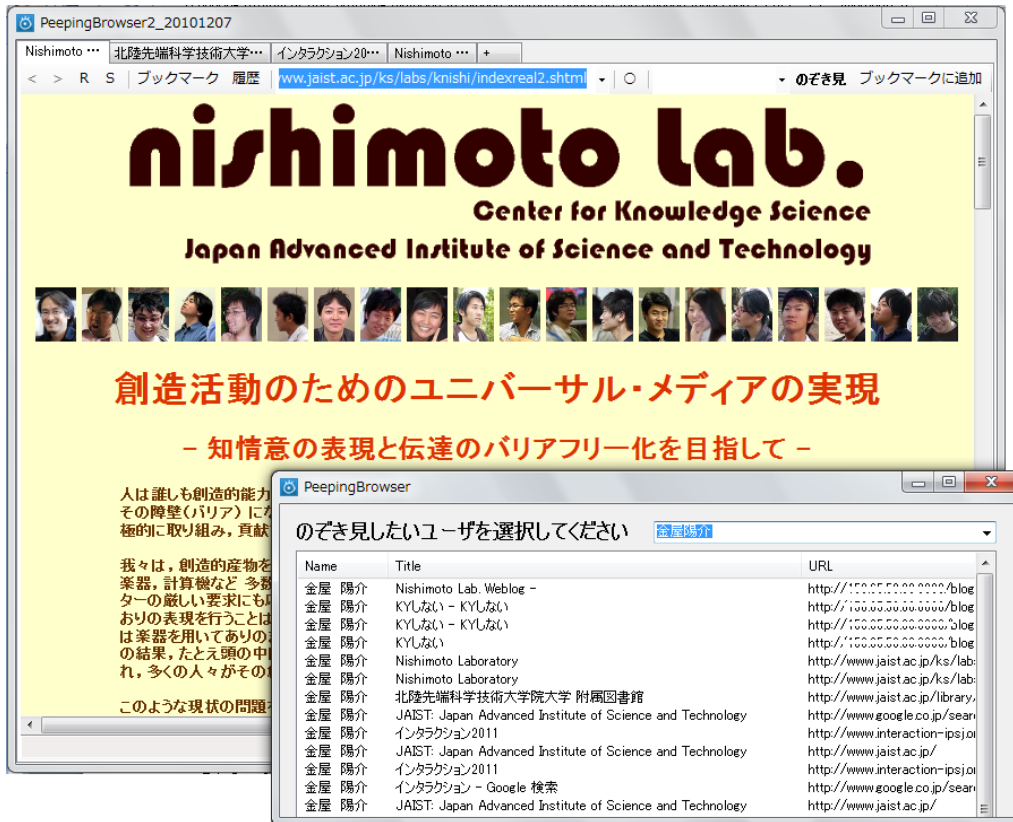 PeepingBrowser2_20101207
Nishimoto ··· 北陸先端科学技術大学··· インタラクション20··· Nishimoto ··· +
< > R S ブックマーク 履歴 www.jaist.ac.jp/ks/labs/knishi/indexreal2.shtml ○ のぞき見 ブックマークに追加
nishimoto lab.
Center for Knowledge Science
Japan Advanced Institute of Science and Technology
創造活動のためのユニバーサル・メディアの実現
- 知情意の表現と伝達のバリアフリー化を目指して -
人は誰しも創造的能力
その障壁(バリア)にな
極的に取り組み，貢献
我々は，創造的産物を
楽器，計算機など 多数
ターの厳しい要求にも
おりの表現を行うことは
は楽器を用いてありの
の結果，たとえ頭の中
れ，多くの人々がその
このような現状の問題
PeepingBrowser
のぞき見したいユーザを選択してください 金屋陽介
Name Title URL
金屋 陽介 Nishimoto Lab. Weblog - http:// /blog
金屋 陽介 KYしない - KYしない http:// blog
金屋 陽介 KYしない - KYしない http:// blog
金屋 陽介 KYしない http:// blog
金屋 陽介 Nishimoto Laboratory http://www.jaist.ac.jp/ks/lab
金屋 陽介 Nishimoto Laboratory http://www.jaist.ac.jp/ks/lab
金屋 陽介 北陸先端科学技術大学院大学 附属図書館 http://www.jaist.ac.jp/library
金屋 陽介 JAIST: Japan Advanced Institute of Science and Technology http://www.google.co.jp/sear
金屋 陽介 インタラクション2011 http://www.interaction-ipsj.or
金屋 陽介 JAIST: Japan Advanced Institute of Science and Technology http://www.jaist.ac.jp/
金屋 陽介 インタラクション2011 http://www.interaction-ipsj.or
金屋 陽介 インタラクション - Google 検索 http://www.google.co.jp/sear
金屋 陽介 JAIST: Japan Advanced Institute of Science and Technology http://www.jaist.ac.jp/